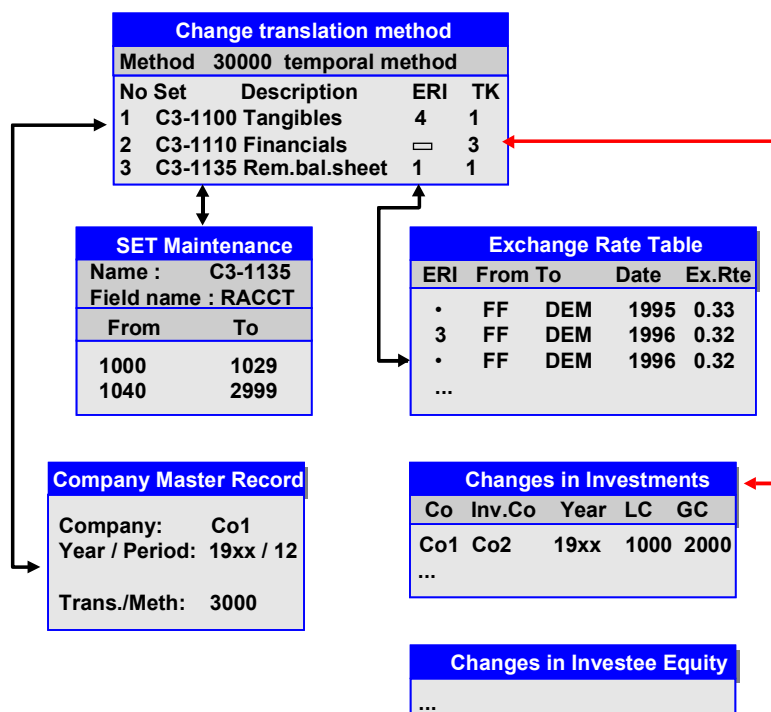 Change translation method
Method 30000 temporal method
No Set Description ERI TK
1 C3-1100 Tangibles 4 1
2 C3-1110 Financials 3
3 C3-1135 Rem.bal.sheet 1 1
SET Maintenance
Name : C3-1135
Field name : RACCT
From To
1000 1029
1040 2999
Exchange Rate Table
ERI From To Date Ex.Rte
• FF DEM 1995 0.33
3 FF DEM 1996 0.32
• FF DEM 1996 0.32
...
Company Master Record
Company: Co1
Year / Period: 19xx / 12
Trans./Meth: 3000
Changes in Investments
Co Inv.Co Year LC GC
Co1 Co2 19xx 1000 2000
...
Changes in Investee Equity
...